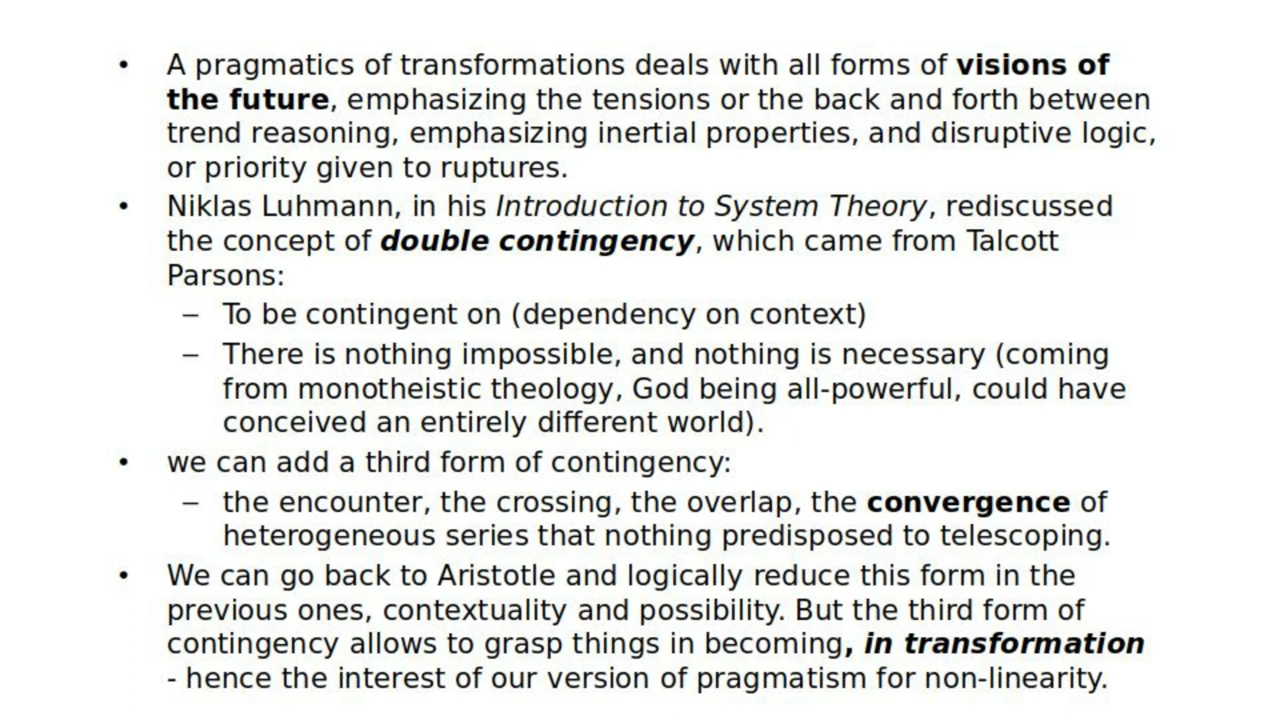 • A pragmatics of transformations deals with all forms of visions of
the future, emphasizing the tensions or the back and forth between
trend reasoning, emphasizing inertial properties, and disruptive logic,
or priority given to ruptures.
• Niklas Luhmann, in his Introduction to System Theory, rediscussed
the concept of double contingency, which came from Talcott
Parsons:
– To be contingent on (dependency on context)
– There is nothing impossible, and nothing is necessary (coming
from monotheistic theology, God being all-powerful, could have
conceived an entirely different world).
• we can add a third form of contingency:
– the encounter, the crossing, the overlap, the convergence of
heterogeneous series that nothing predisposed to telescoping.
• We can go back to Aristotle and logically reduce this form in the
previous ones, contextuality and possibility. But the third form of
contingency allows to grasp things in becoming, in transformation
- hence the interest of our version of pragmatism for non-linearity.